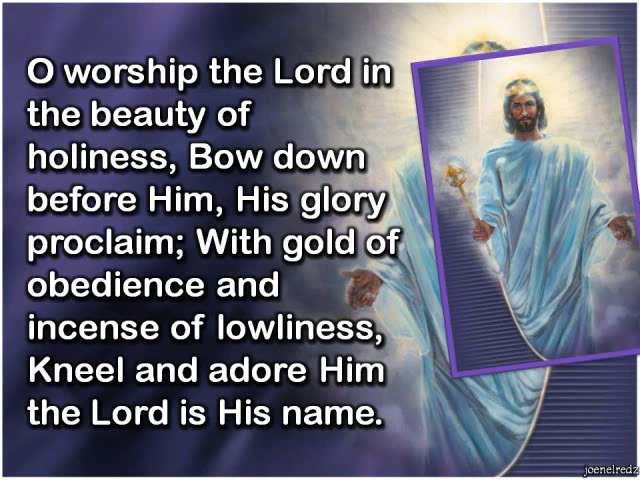 O worship the Lord in
the beauty of
holiness, Bow down
before Him, His glory
proclaim; With gold of
obedience and
incense of lowliness,
Kneel and adore Him
the Lord is His name.
joenelredz